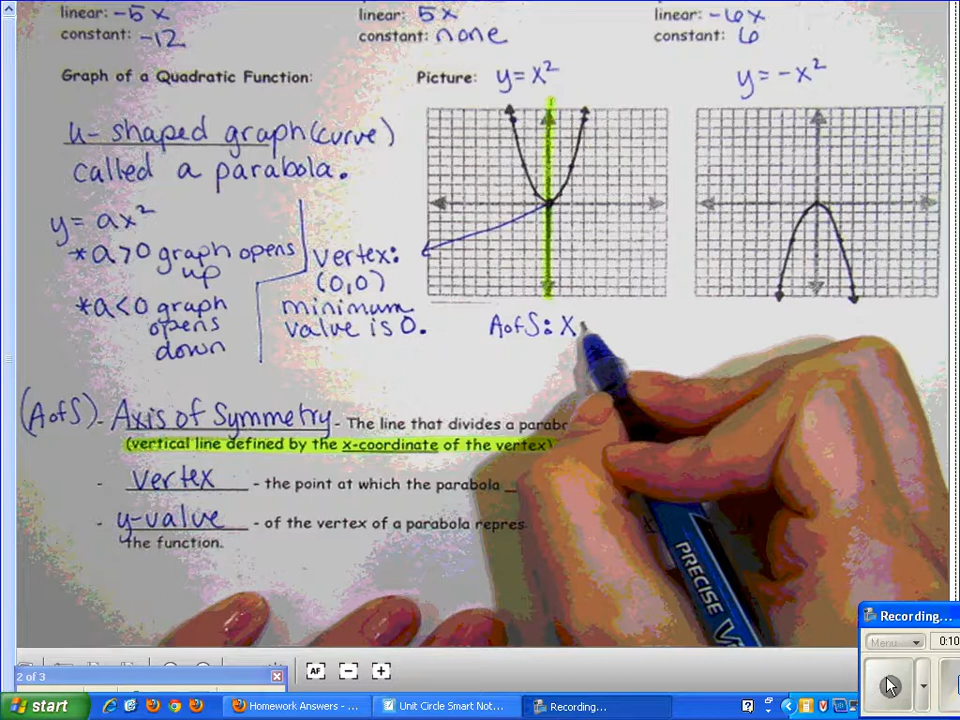 linear: -5x
constant: -12
linear: 5x
constant: none
linear: -6x
constant: 6
Graph of a Quadratic Function:
Picture: y = x²
y = -x²
u-shaped graph (curve)
called a parabola.
y = ax²
*a>0 graph opens
up
*a<0 graph
opens
down
vertex:
(0,0)
minimum
value is 0.
AofS: x
(AofS) - Axis of Symmetry - The line that divides a parabo
(vertical line defined by the x-coordinate of the vertex)
- vertex - the point at which the parabola
- y-value - of the vertex of a parabola repres
the function.
PRECISE V
Recording...
Menu
0:10
AF
2 of 3
start
Homework Answers - ...
Unit Circle Smart Not...
Recording...